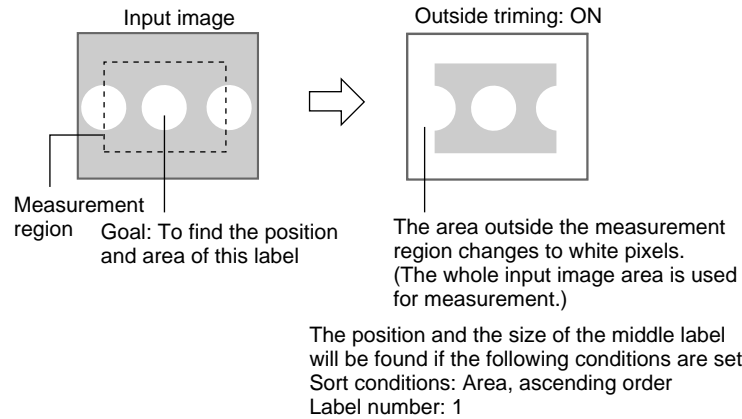 Input image
Outside triming: ON
Measurement
region
Goal: To find the position
and area of this label
The area outside the measurement
region changes to white pixels.
(The whole input image area is used
for measurement.)
The position and the size of the middle label
will be found if the following conditions are set
Sort conditions: Area, ascending order
Label number: 1